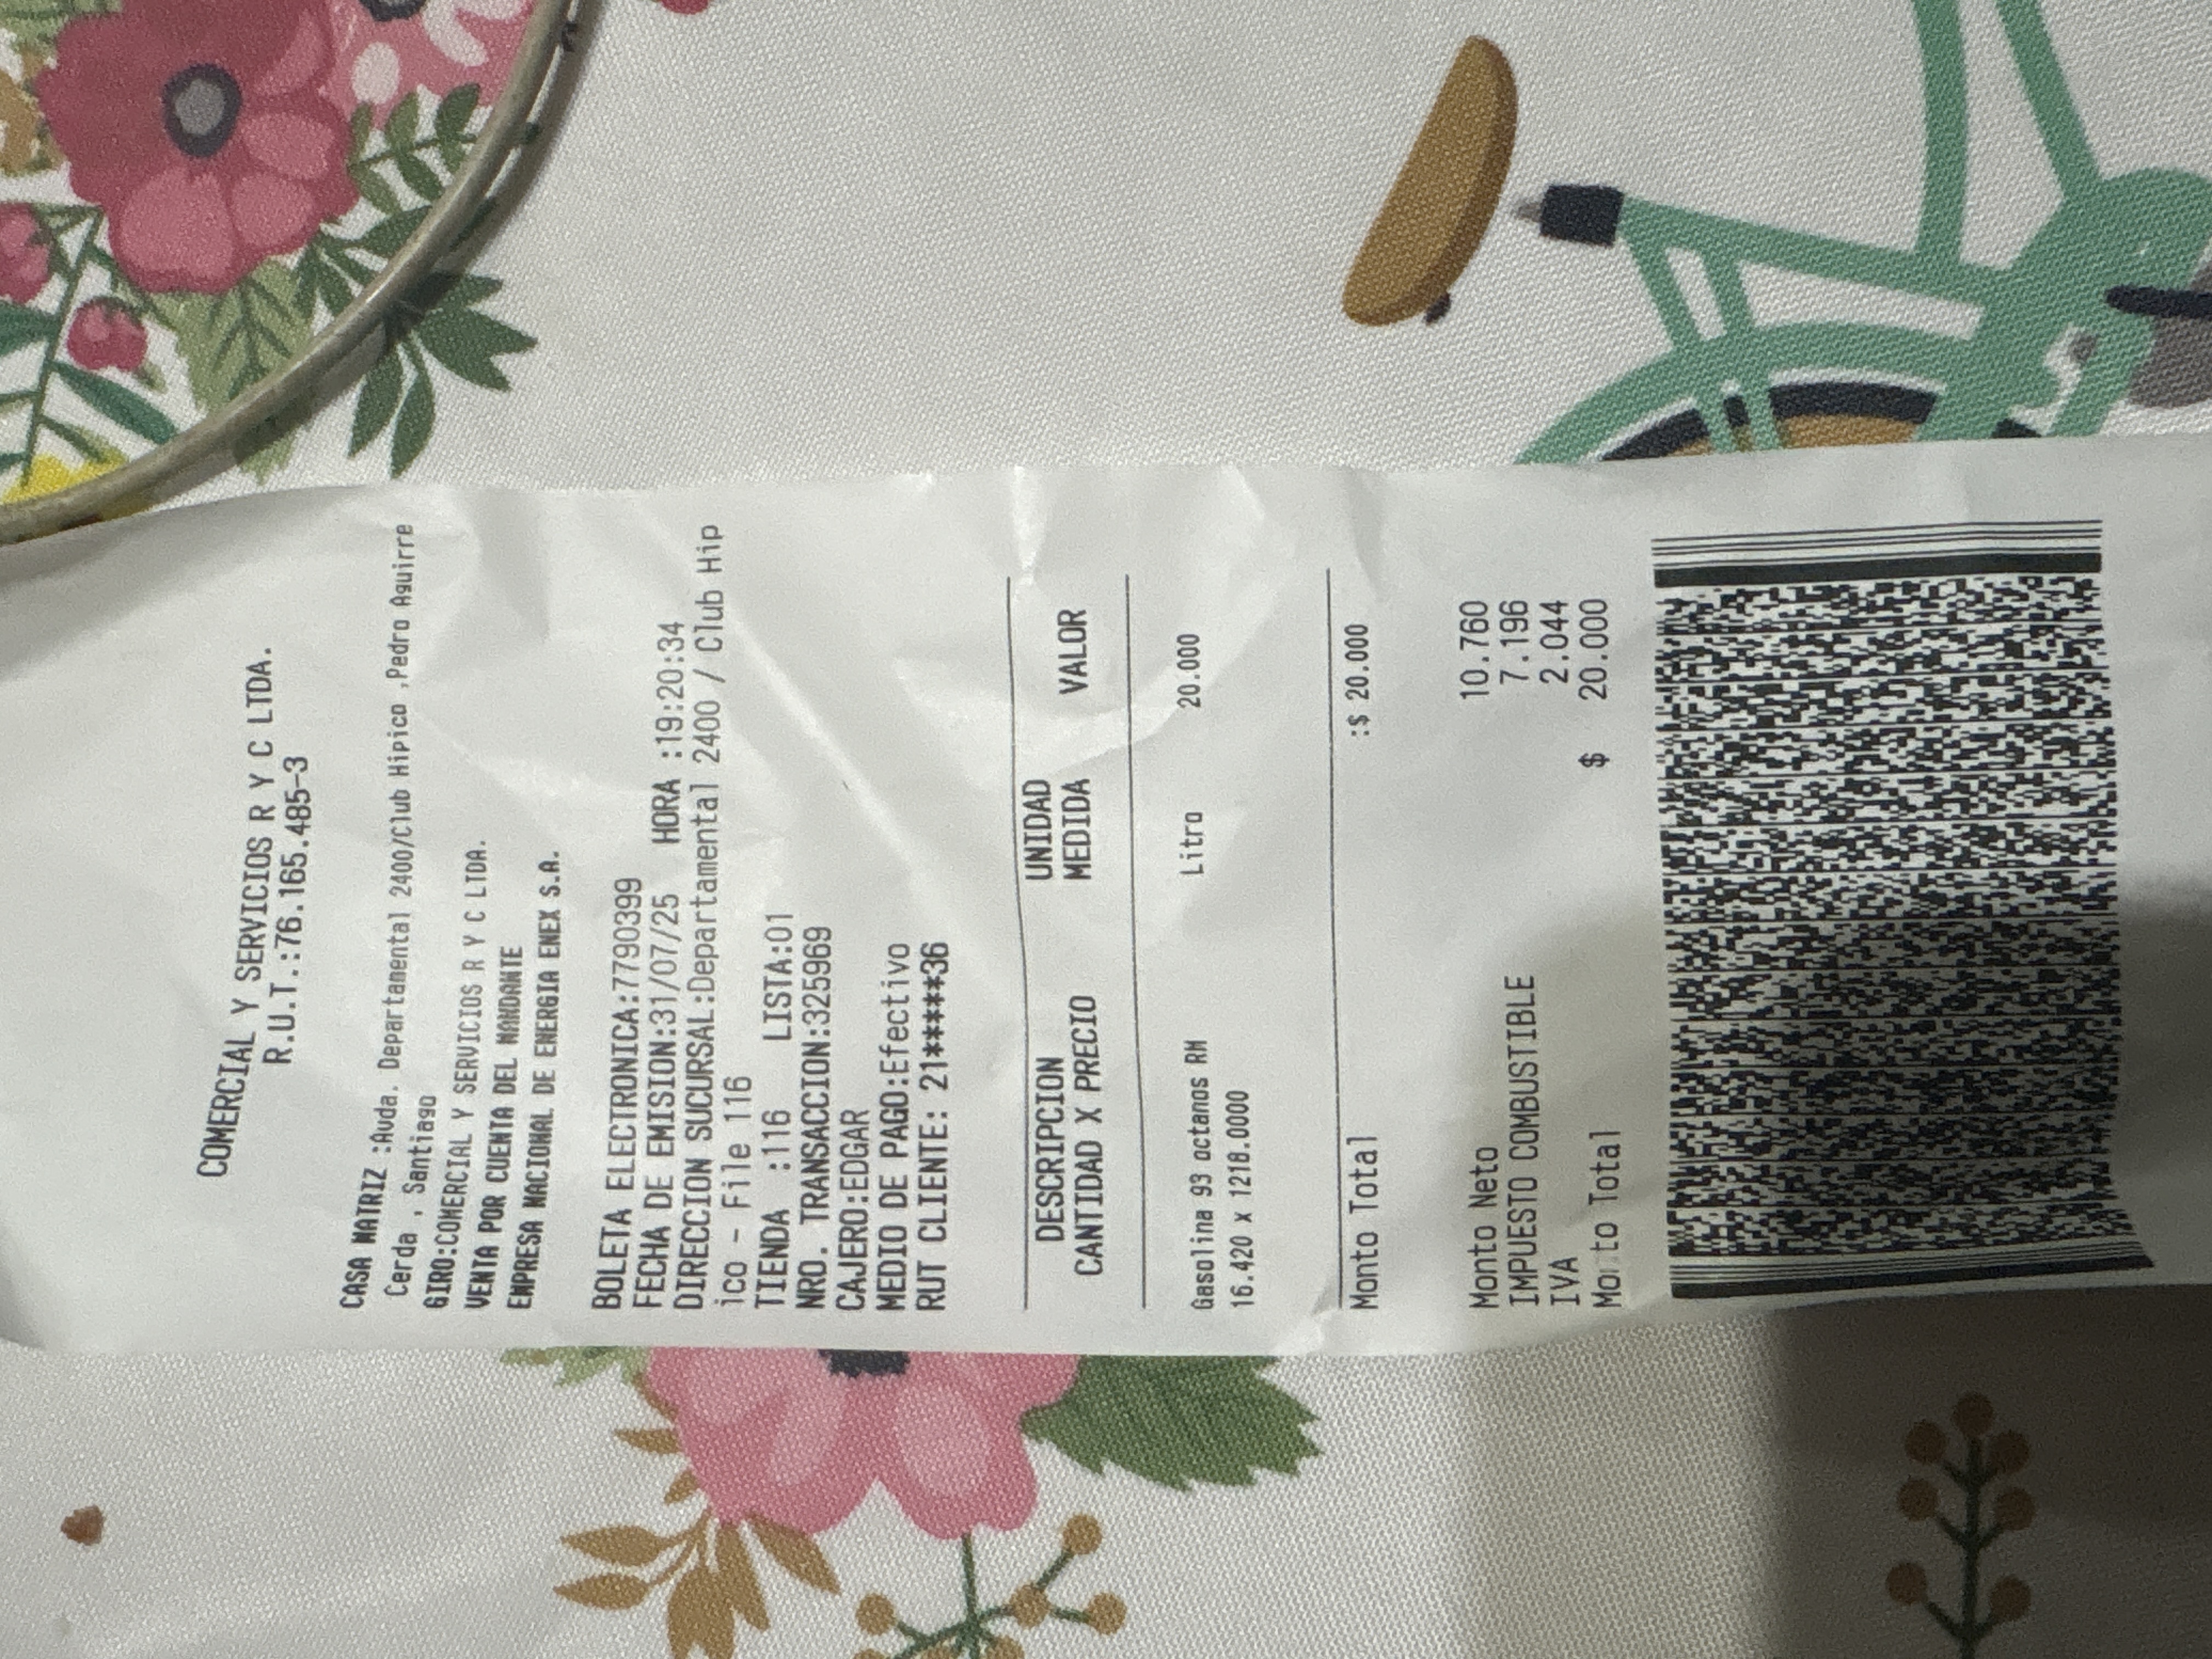 COMERCIAL Y SERVICIOS R Y C LTDA.
R.U.T.:76.165.485-3
CASA MATRIZ :Avda. Departamental 2400/Club Hipico ,Pedro Aguirre
Cerda , Santiago
GIRO:COMERCIAL Y SERVICIOS R Y C LTDA.
VENTA POR CUENTA DEL MANDANTE
EMPRESA NACIONAL DE ENERGIA ENEX S.A.
BOLETA ELECTRONICA:7790399
FECHA DE EMISION:31/07/25 HORA :19:20:34
DIRECCION SUCURSAL:Departamental 2400 / Club Hip
ico - File 116
TIENDA :116 LISTA:01
NRO. TRANSACCION:325969
CAJERO:EDGAR
MEDIO DE PAGO:Efectivo
RUT CLIENTE: 21*****36
DESCRIPCION UNIDAD
CANTIDAD X PRECIO MEDIDA VALOR
Gasolina 93 octanos RM Litro 20.000
16.420 x 1218.0000
Monto Total :$ 20.000
Monto Neto 10.760
IMPUESTO COMBUSTIBLE 7.196
IVA 2.044
Monto Total $ 20.000